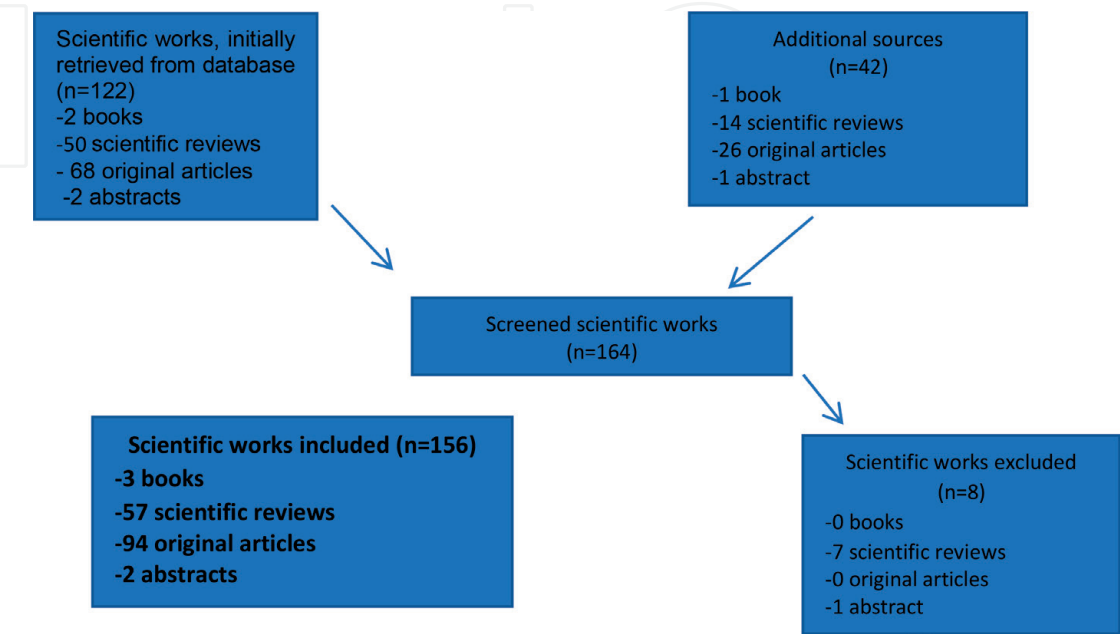 Scientific works, initially
retrieved from database
(n=122)
-2 books
-50 scientific reviews
- 68 original articles
-2 abstracts
Additional sources
(n=42)
-1 book
-14 scientific reviews
-26 original articles
-1 abstract
Screened scientific works
(n=164)
Scientific works included (n=156)
-3 books
-57 scientific reviews
-94 original articles
-2 abstracts
Scientific works excluded
(n=8)
-0 books
-7 scientific reviews
-0 original articles
-1 abstract